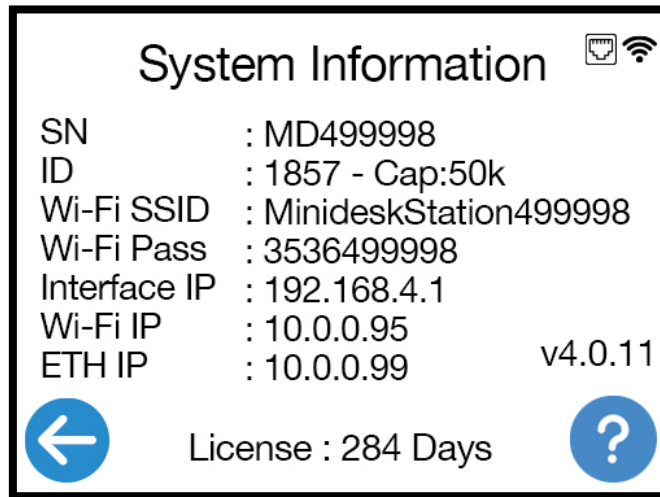 System Information
SN : MD499998
ID : 1857 - Cap:50k
Wi-Fi SSID : MinideskStation499998
Wi-Fi Pass : 3536499998
Interface IP : 192.168.4.1
Wi-Fi IP : 10.0.0.95
ETH IP : 10.0.0.99
v4.0.11
License : 284 Days
?